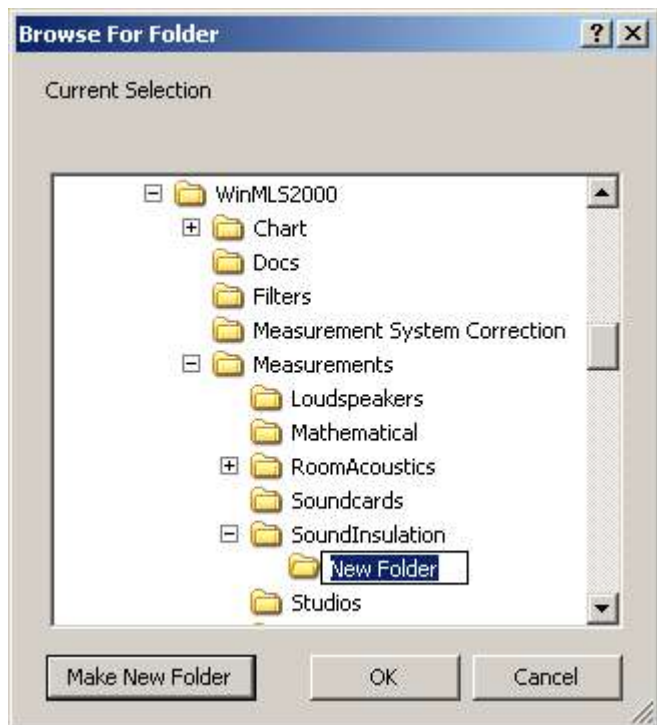 Browse For Folder
Current Selection
WinMLS2000
Chart
Docs
Filters
Measurement System Correction
Measurements
Loudspeakers
Mathematical
RoomAcoustics
Soundcards
SoundInsulation
New Folder
Studios
Make New Folder OK Cancel